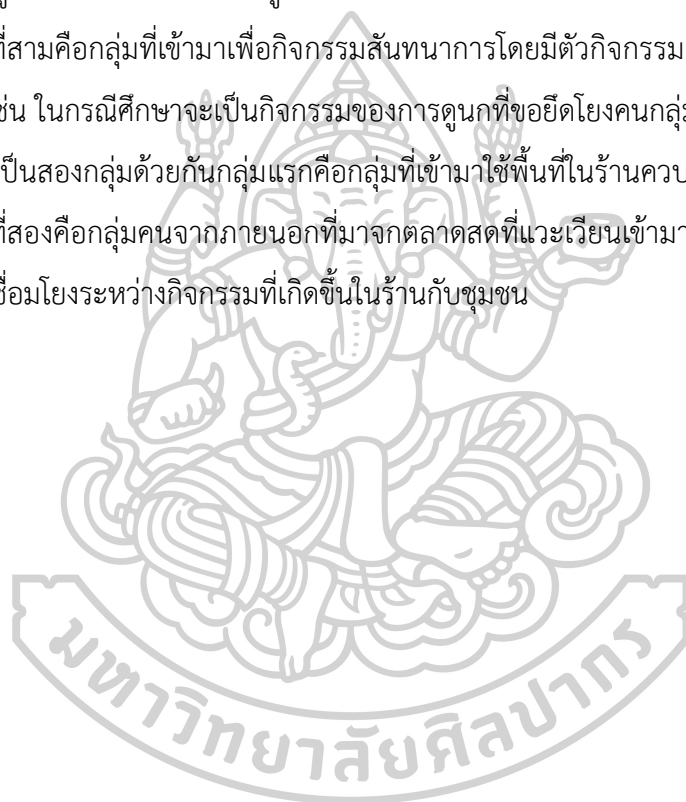 ที่สามคือกลุ่มที่เข้ามาเพื่อกิจกรรมสันทนาการโดยมีตัวกิจกรรม
ช่น ในกรณีศึกษาจะเป็นกิจกรรมของการดูนกที่ขอยึดโยงคนกลุ่ม
เป็นสองกลุ่มด้วยกันกลุ่มแรกคือกลุ่มที่เข้ามาใช้พื้นที่ในร้านควบ
ที่สองคือกลุ่มคนจากภายนอกที่มาจกตลาดสดที่แวะเวียนเข้ามา
ชื่อมโยงระหว่างกิจกรรมที่เกิดขึ้นในร้านกับชุมชน
มหาวิทยาลัยศิลปากร